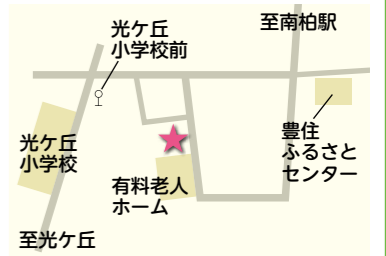 光ケ丘
小学校前
至南柏駅
光ケ丘
小学校
豊住
ふるさと
センター
有料老人
ホーム
至光ケ丘